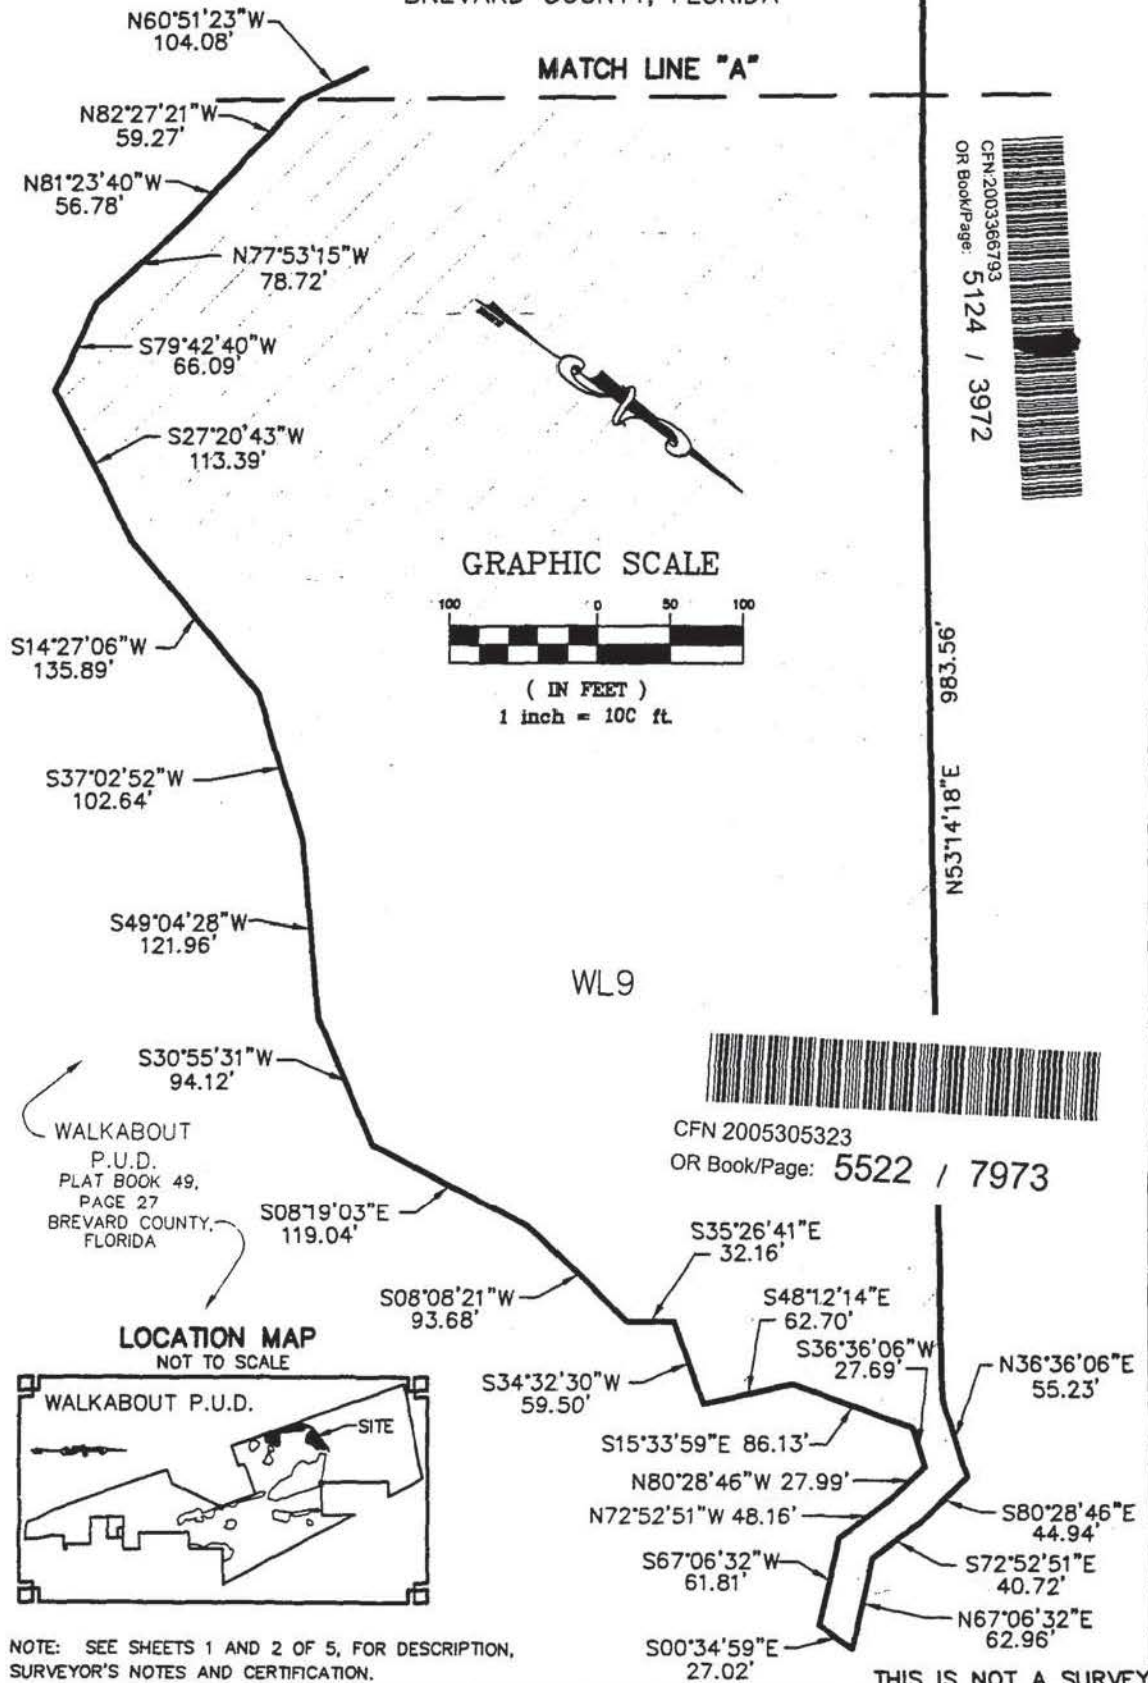 BREVARD COUNTY, FLORIDA
N60°51'23"W
104.08'
MATCH LINE "A"
N82°27'21"W
59.27'
N81°23'40"W
56.78'
N77°53'15"W
78.72'
S79°42'40"W
66.09'
S27°20'43"W
113.39'
CFN:2003366793
OR Book/Page: 5124 / 3972
GRAPHIC SCALE
100 0 50 100
( IN FEET )
1 inch = 100 ft.
S14°27'06"W
135.89'
N53°14'18"E 983.56'
S37°02'52"W
102.64'
S49°04'28"W
121.96'
WL9
S30°55'31"W
94.12'
CFN 2005305323
OR Book/Page: 5522 / 7973
WALKABOUT
P.U.D.
PLAT BOOK 49,
PAGE 27
BREVARD COUNTY,
FLORIDA
S08°19'03"E
119.04'
S35°26'41"E
32.16'
S08°08'21"W
93.68'
S48°12'14"E
62.70'
S36°36'06"W
27.69'
N36°36'06"E
55.23'
S34°32'30"W
59.50'
S15°33'59"E 86.13'
N80°28'46"W 27.99'
N72°52'51"W 48.16'
S80°28'46"E
44.94'
S67°06'32"W
61.81'
S72°52'51"E
40.72'
N67°06'32"E
62.96'
S00°34'59"E
27.02'
LOCATION MAP
NOT TO SCALE
WALKABOUT P.U.D.
SITE
NOTE: SEE SHEETS 1 AND 2 OF 5, FOR DESCRIPTION,
SURVEYOR'S NOTES AND CERTIFICATION.
THIS IS NOT A SURVEY